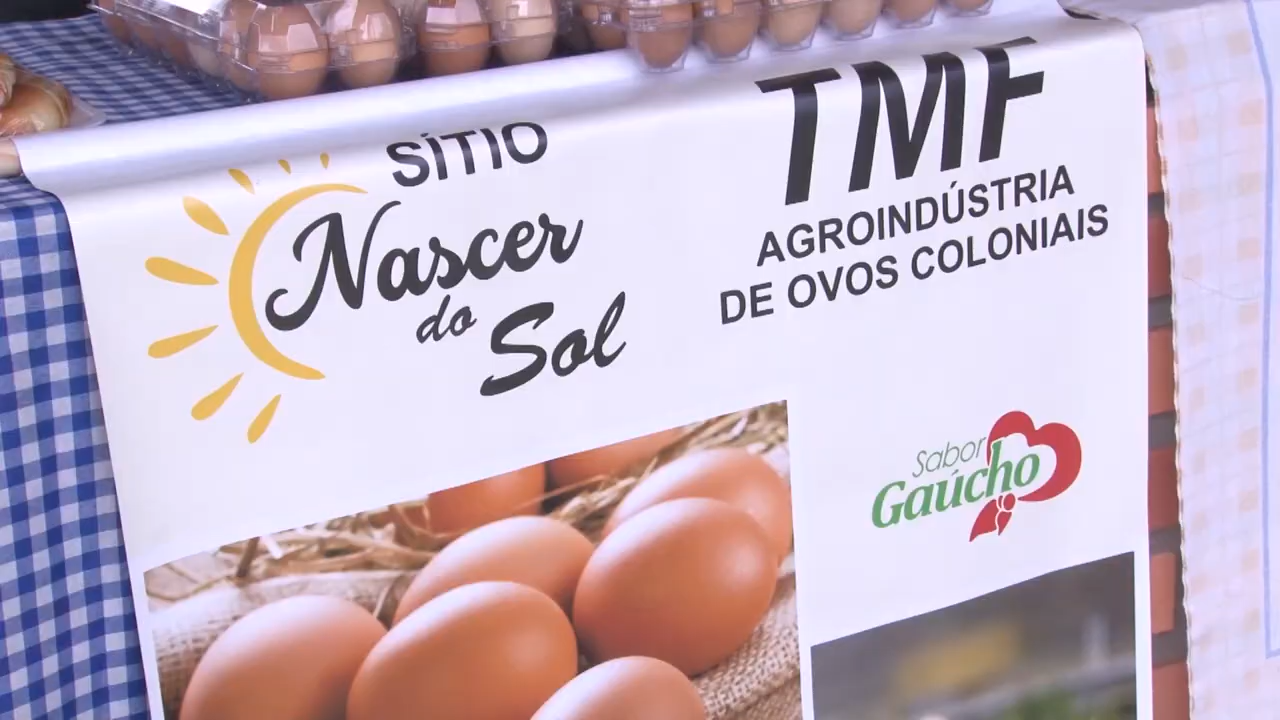 SÍTIO
Nascer
do
Sol
TMF
AGROINDÚSTRIA
DE OVOS COLONIAIS
Sabor
Gaúcho